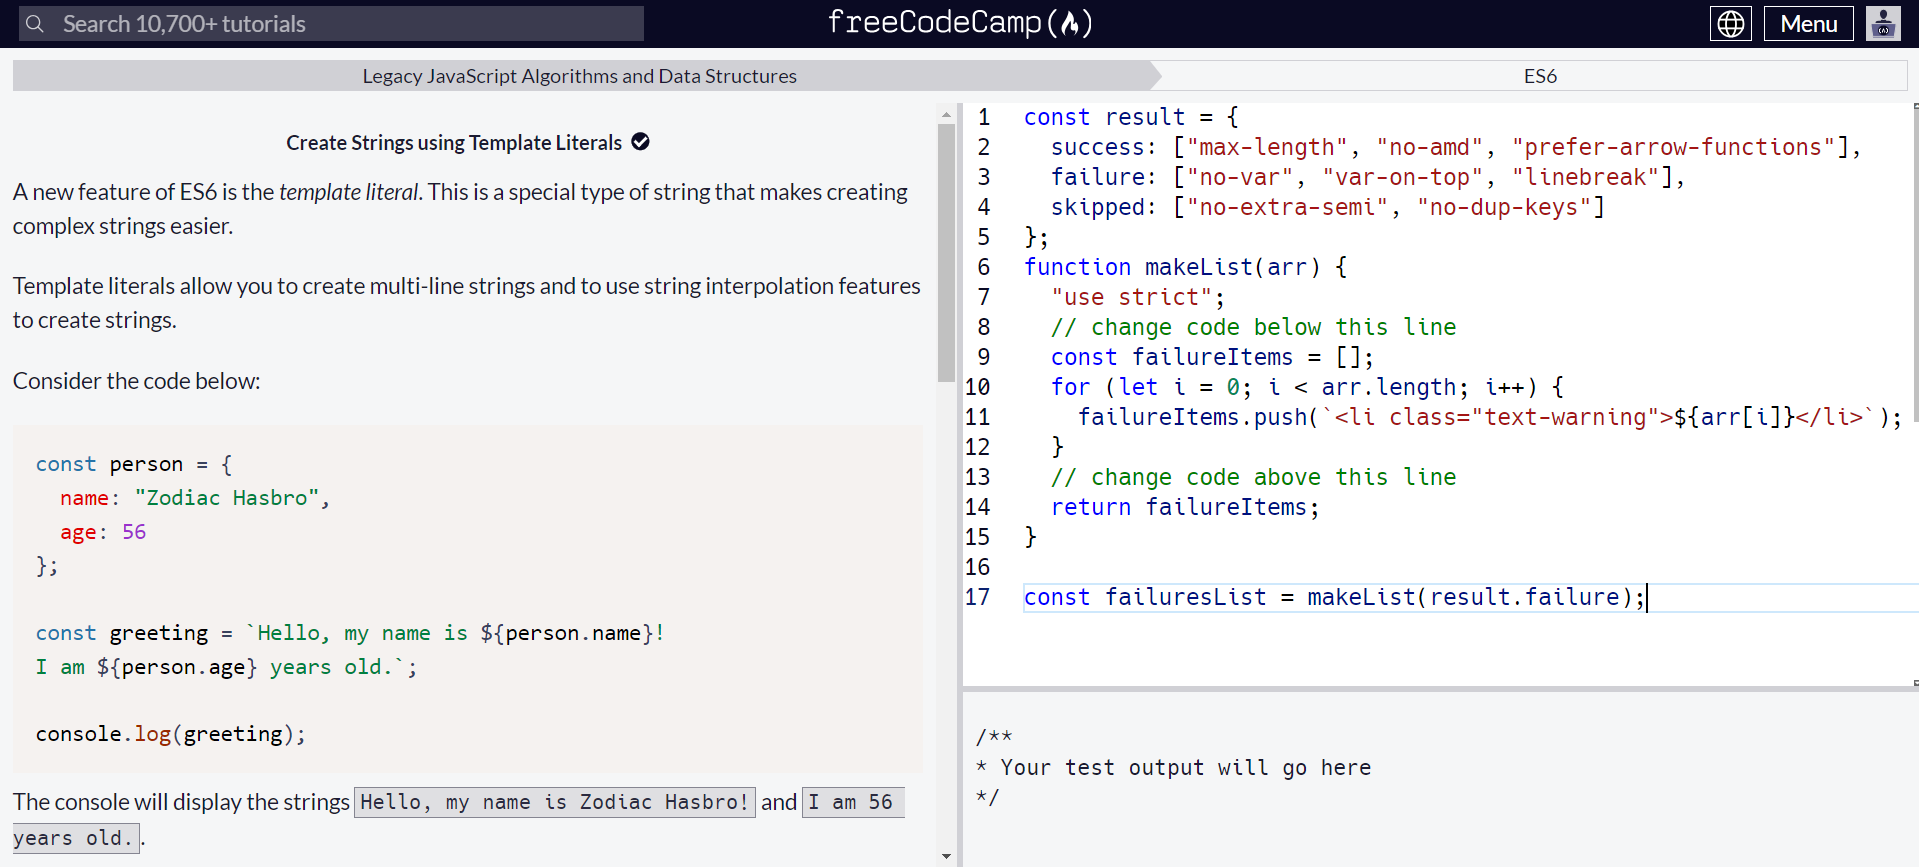 Search 10,700+ tutorials
freeCodeCamp(🔥)
Menu
Legacy JavaScript Algorithms and Data Structures
ES6
Create Strings using Template Literals
A new feature of ES6 is the template literal. This is a special type of string that makes creating
complex strings easier.
Template literals allow you to create multi-line strings and to use string interpolation features
to create strings.
Consider the code below:
const person = {
  name: "Zodiac Hasbro",
  age: 56
};
const greeting = `Hello, my name is ${person.name}!
I am ${person.age} years old.`;
console.log(greeting);
The console will display the strings Hello, my name is Zodiac Hasbro! and I am 56
years old..
1 const result = {
2   success: ["max-length", "no-amd", "prefer-arrow-functions"],
3   failure: ["no-var", "var-on-top", "linebreak"],
4   skipped: ["no-extra-semi", "no-dup-keys"]
5 };
6 function makeList(arr) {
7   "use strict";
8   // change code below this line
9   const failureItems = [];
10   for (let i = 0; i < arr.length; i++) {
11     failureItems.push(`<li class="text-warning">${arr[i]}</li>`);
12   }
13   // change code above this line
14   return failureItems;
15 }
16
17 const failuresList = makeList(result.failure);
/**
* Your test output will go here
*/